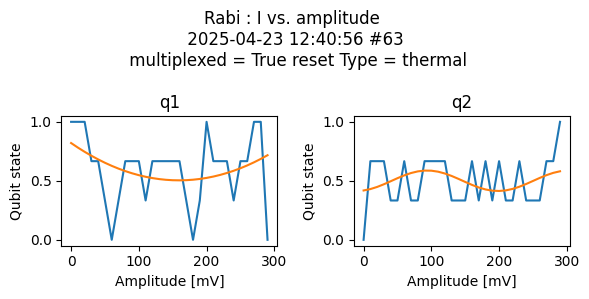 Rabi : I vs. amplitude
2025-04-23 12:40:56 #63
multiplexed = True reset Type = thermal
q1
q2
1.0
0.5
0.0
Qubit state
0
100
200
300
Amplitude [mV]
1.0
0.5
0.0
Qubit state
0
100
200
300
Amplitude [mV]